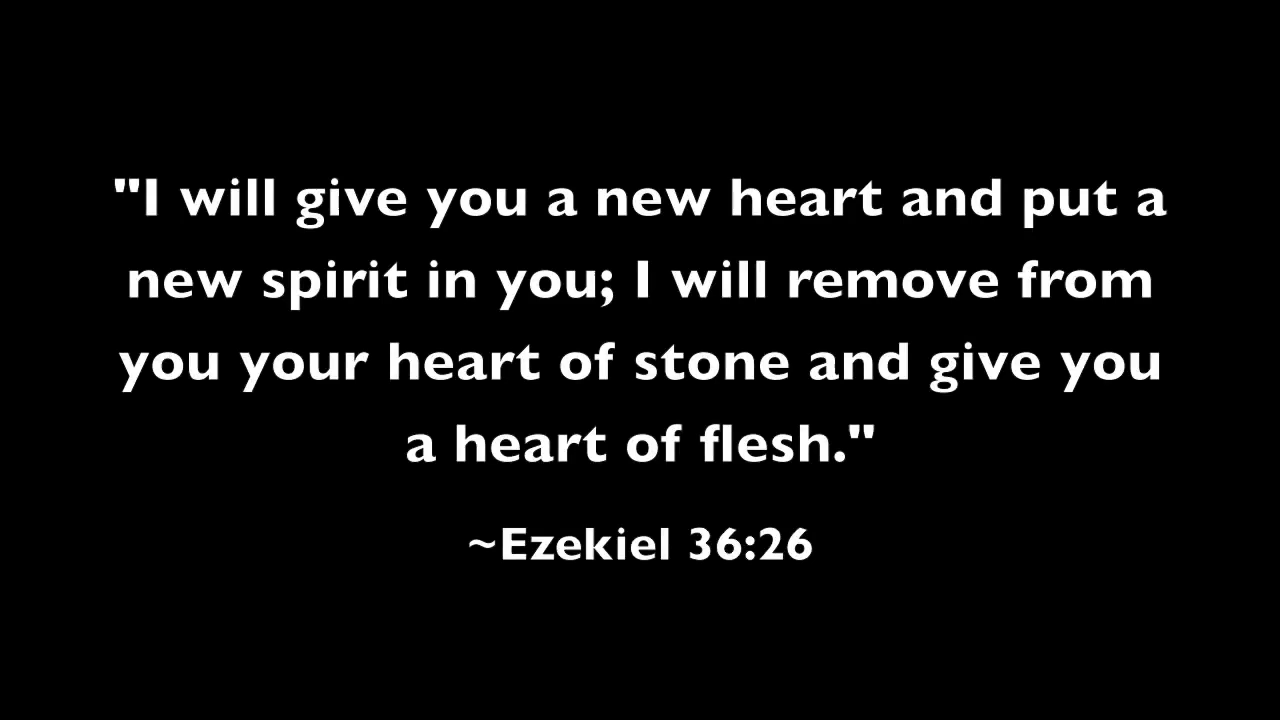 "I will give you a new heart and put a
new spirit in you; I will remove from
you your heart of stone and give you
a heart of flesh."
~Ezekiel 36:26